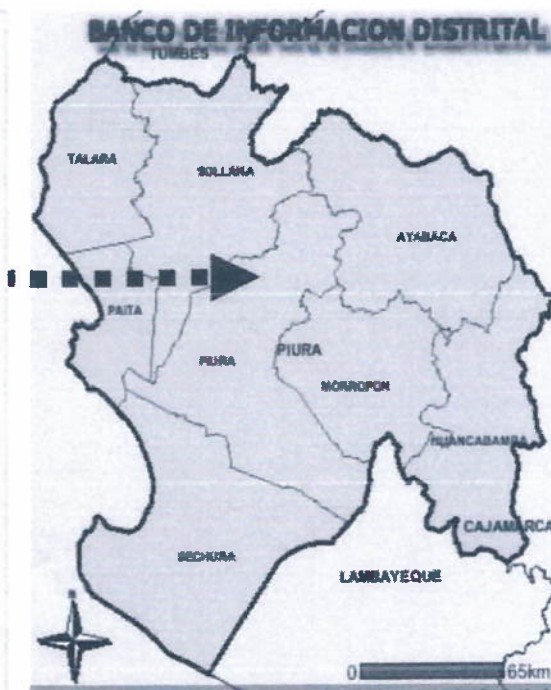 BANCO DE INFORMACION DISTRITAL
TUMBES
TALARA
SULLANA
AYABACA
PAITA
PIURA
PIURA
MORROPON
HUANCABAMBA
CAJAMARCA
SECHURA
LAMBAYEQUE
0 65km